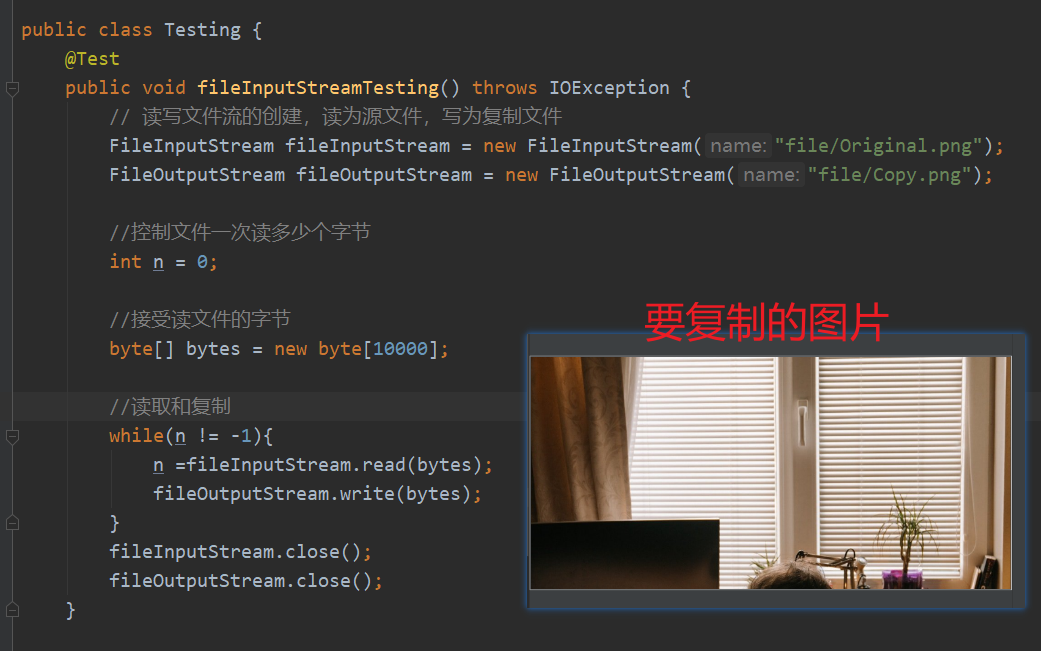 public class Testing {
@Test
public void fileInputStreamTesting() throws IOException {
// 读写文件流的创建，读为源文件，写为复制文件
FileInputStream fileInputStream = new FileInputStream( name: "file/Original.png");
FileOutputStream fileOutputStream = new FileOutputStream( name: "file/Copy.png");
//控制文件一次读多少个字节
int n = 0;
//接受读文件的字节
byte[] bytes = new byte[10000];
//读取和复制
while(n != -1){
n =fileInputStream.read(bytes);
fileOutputStream.write(bytes);
}
fileInputStream.close();
fileOutputStream.close();
}
要复制的图片